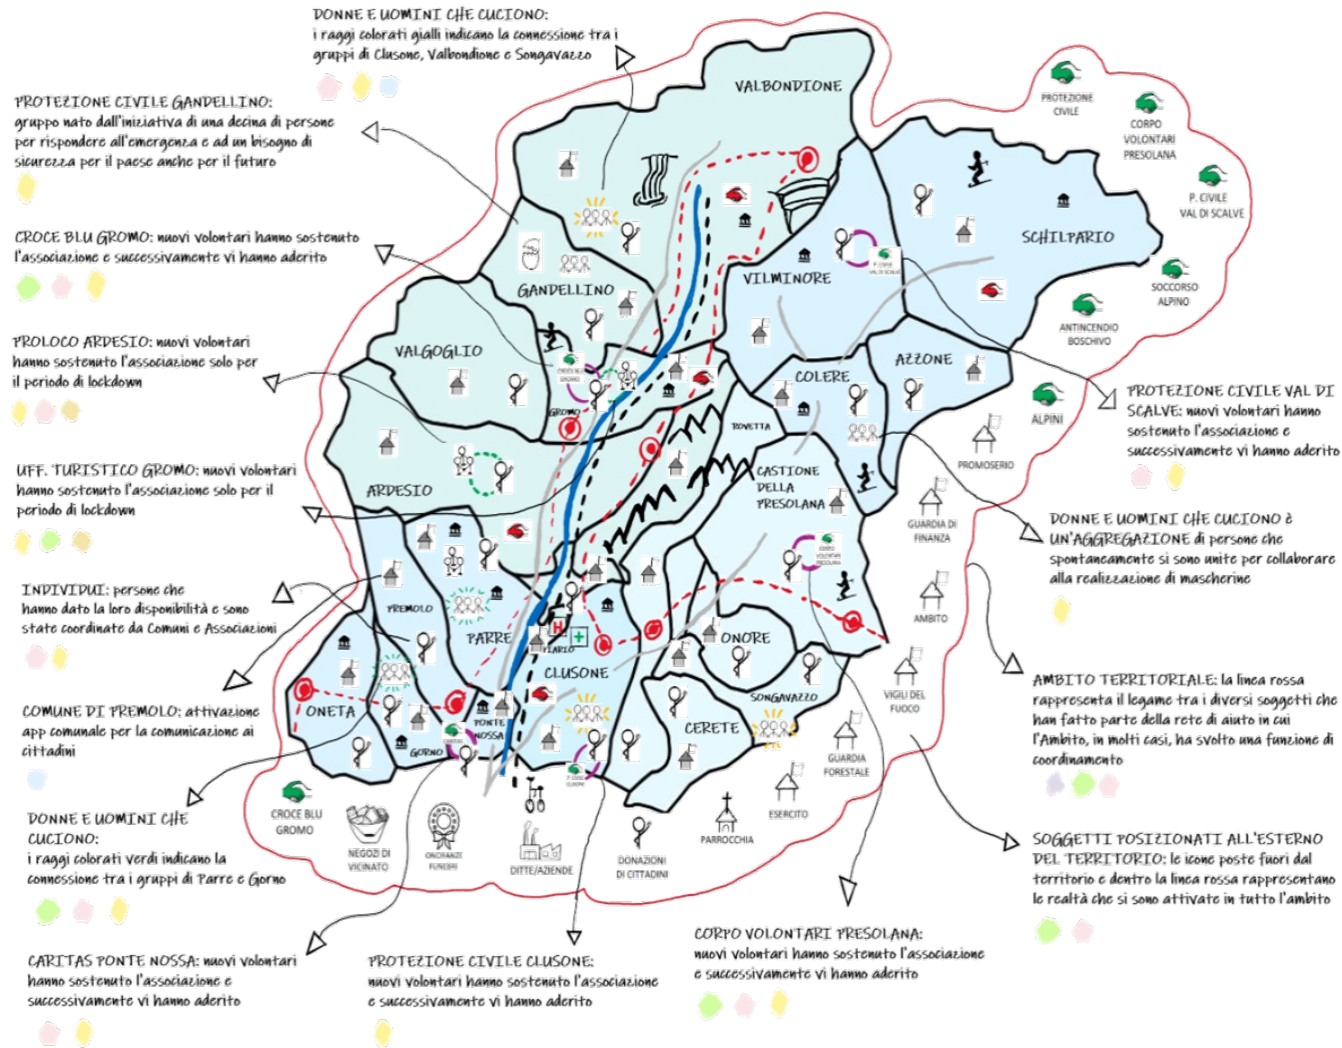 DONNE E UOMINI CHE CUCIONO:
i raggi colorati gialli indicano la connessione tra i
gruppi di Clusone, Valbondione e Songavazzo
PROTEZIONE CIVILE GANDELLINO:
gruppo nato dall'iniziativa di una decina di persone
per rispondere all'emergenza e ad un bisogno di
sicurezza per il paese anche per il futuro
CROCE BLU GROMO: nuovi volontari hanno sostenuto
l'associazione e successivamente vi hanno aderito
PROLOCO ARDESIO: nuovi volontari
hanno sostenuto l'associazione solo per
il periodo di lockdown
UFF. TURISTICO GROMO: nuovi volontari
hanno sostenuto l'associazione solo per il
periodo di lockdown
INDIVIDUI: persone che
hanno dato la loro disponibilità e sono
state coordinate da Comuni e Associazioni
COMUNE DI PREMOLO: attivazione
app comunale per la comunicazione ai
cittadini
DONNE E UOMINI CHE
CUCIONO:
i raggi colorati verdi indicano la
connessione tra i gruppi di Parre e Gorno
CARITAS PONTE NOSSA: nuovi volontari
hanno sostenuto l'associazione e
successivamente vi hanno aderito
PROTEZIONE CIVILE CLUSONE:
nuovi volontari hanno sostenuto l'associazione
e successivamente vi hanno aderito
CORPO VOLONTARI PRESOLANA:
nuovi volontari hanno sostenuto l'associazione
e successivamente vi hanno aderito
VALBONDIONE
GANDELLINO
VALGOGLIO
CROCE BLU
GROMO
GROMO
ARDESIO
VILMINORE
P. CIVILE
VAL DI SCALVE
SCHILPARIO
AZZONE
COLERE
ROVETTA
CASTIONE
DELLA
PRESOLANA
CORPO
VOLONTARI
PRESOLANA
PREMOLO
PARRE
H
PIARIO
CLUSONE
ONORE
SONGAVAZZO
CERETE
ONETA
GORNO
PONTE
NOSSA
CARITAS
P. CIVILE
CLUSONE
PROTEZIONE
CIVILE
CORPO
VOLONTARI
PRESOLANA
P. CIVILE
VAL DI SCALVE
SOCCORSO
ALPINO
ANTINCENDIO
BOSCHIVO
ALPINI
PROMOSERIO
GUARDIA DI
FINANZA
AMBITO
VIGILI DEL
FUOCO
GUARDIA
FORESTALE
ESERCITO
PARROCCHIA
DONAZIONI
DI CITTADINI
DITTE/AZIENDE
ONORANZE
FUNEBRI
NEGOZI DI
VICINATO
CROCE BLU
GROMO
PROTEZIONE CIVILE VAL DI
SCALVE: nuovi volontari hanno
sostenuto l'associazione e
successivamente vi hanno aderito
DONNE E UOMINI CHE CUCIONO è
UN'AGGREGAZIONE di persone che
spontaneamente si sono unite per collaborare
alla realizzazione di mascherine
AMBITO TERRITORIALE: la linea rossa
rappresenta il legame tra i diversi soggetti che
han fatto parte della rete di aiuto in cui
l'Ambito, in molti casi, ha svolto una funzione di
coordinamento
SOGGETTI POSIZIONATI ALL'ESTERNO
DEL TERRITORIO: le icone poste fuori dal
territorio e dentro la linea rossa rappresentano
le realtà che si sono attivate in tutto l'ambito